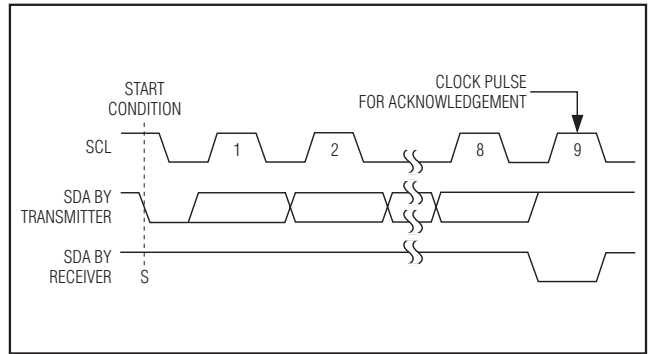 START
CONDITION
CLOCK PULSE
FOR ACKNOWLEDGEMENT
SCL
1
2
8
9
SDA BY
TRANSMITTER
SDA BY
RECEIVER
S